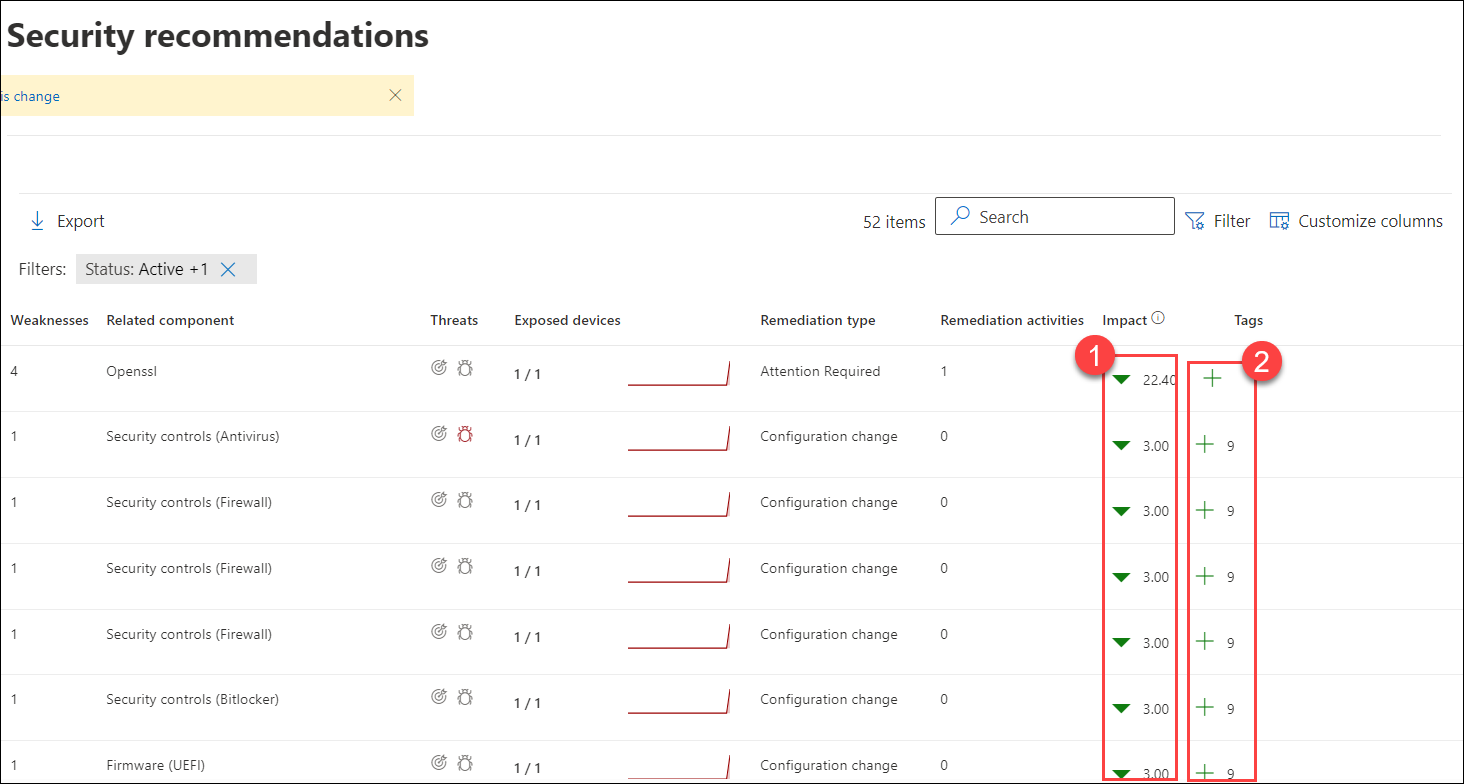 Security recommendations
is change
Export
52 items
Search
Filter
Customize columns
Filters: Status: Active +1
Weaknesses Related component Threats Exposed devices Remediation type Remediation activities Impact Tags
1 2
4 Openssl 1 / 1 Attention Required 1 22.40
1 Security controls (Antivirus) 1 / 1 Configuration change 0 3.00 9
1 Security controls (Firewall) 1 / 1 Configuration change 0 3.00 9
1 Security controls (Firewall) 1 / 1 Configuration change 0 3.00 9
1 Security controls (Firewall) 1 / 1 Configuration change 0 3.00 9
1 Security controls (Bitlocker) 1 / 1 Configuration change 0 3.00 9
1 Firmware (UEFI) 1 / 1 Configuration change 0 3.00 9